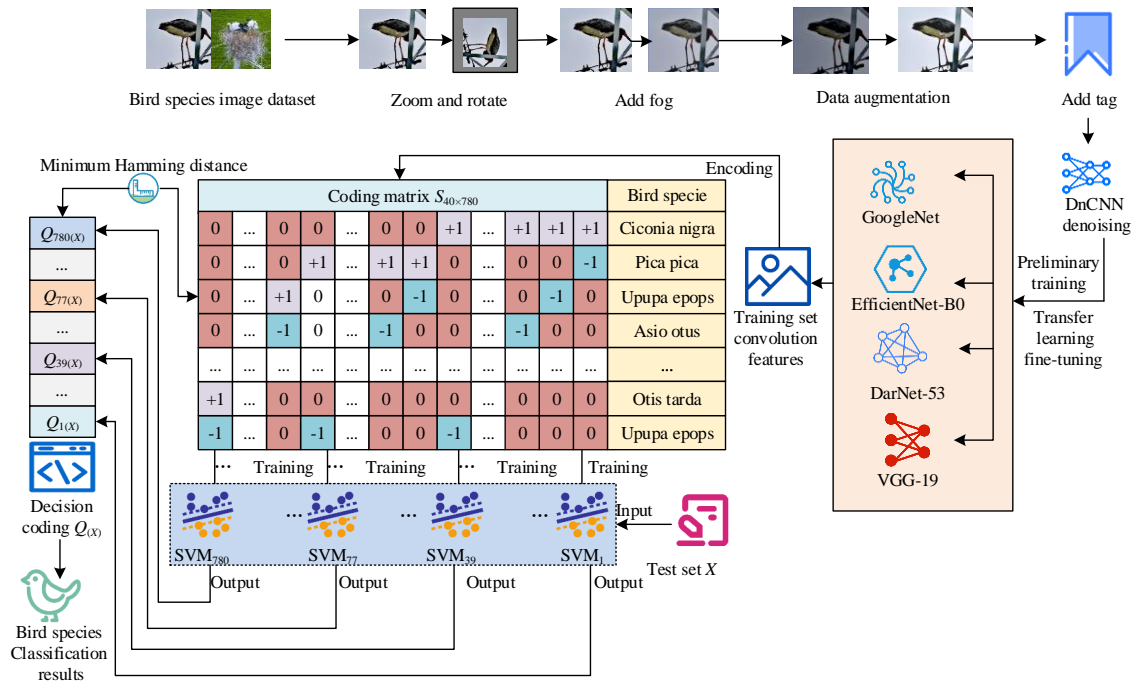 Bird species image dataset
Zoom and rotate
Add fog
Data augmentation
Add tag
Minimum Hamming distance
Encoding
Coding matrix S40×780
Bird specie
0 ... 0 0 ... 0 0 +1 ... +1 +1 +1 Ciconia nigra
0 ... 0 +1 ... +1 +1 0 ... 0 0 -1 Pica pica
0 ... +1 0 ... 0 -1 0 ... 0 -1 0 Upupa epops
0 ... -1 0 ... -1 0 0 ... -1 0 0 Asio otus
... ... ... ... ... ... ... ... ... ... ... ... ...
+1 ... 0 0 ... 0 0 0 ... 0 0 0 Otis tarda
-1 ... 0 -1 ... 0 0 -1 ... 0 0 0 Upupa epops
Q780(X)
...
Q77(X)
...
Q39(X)
...
Q1(X)
Decision
coding Q(X)
Bird species
Classification
results
... Training ... Training ... Training Training
... ... ...
SVM780
SVM77
SVM39
SVM1
Output
Output
Output
Output
Input
Test set X
Training set
convolution
features
GoogleNet
EfficientNet-B0
DarNet-53
VGG-19
DnCNN
denoising
Preliminary
training
Transfer
learning
fine-tuning